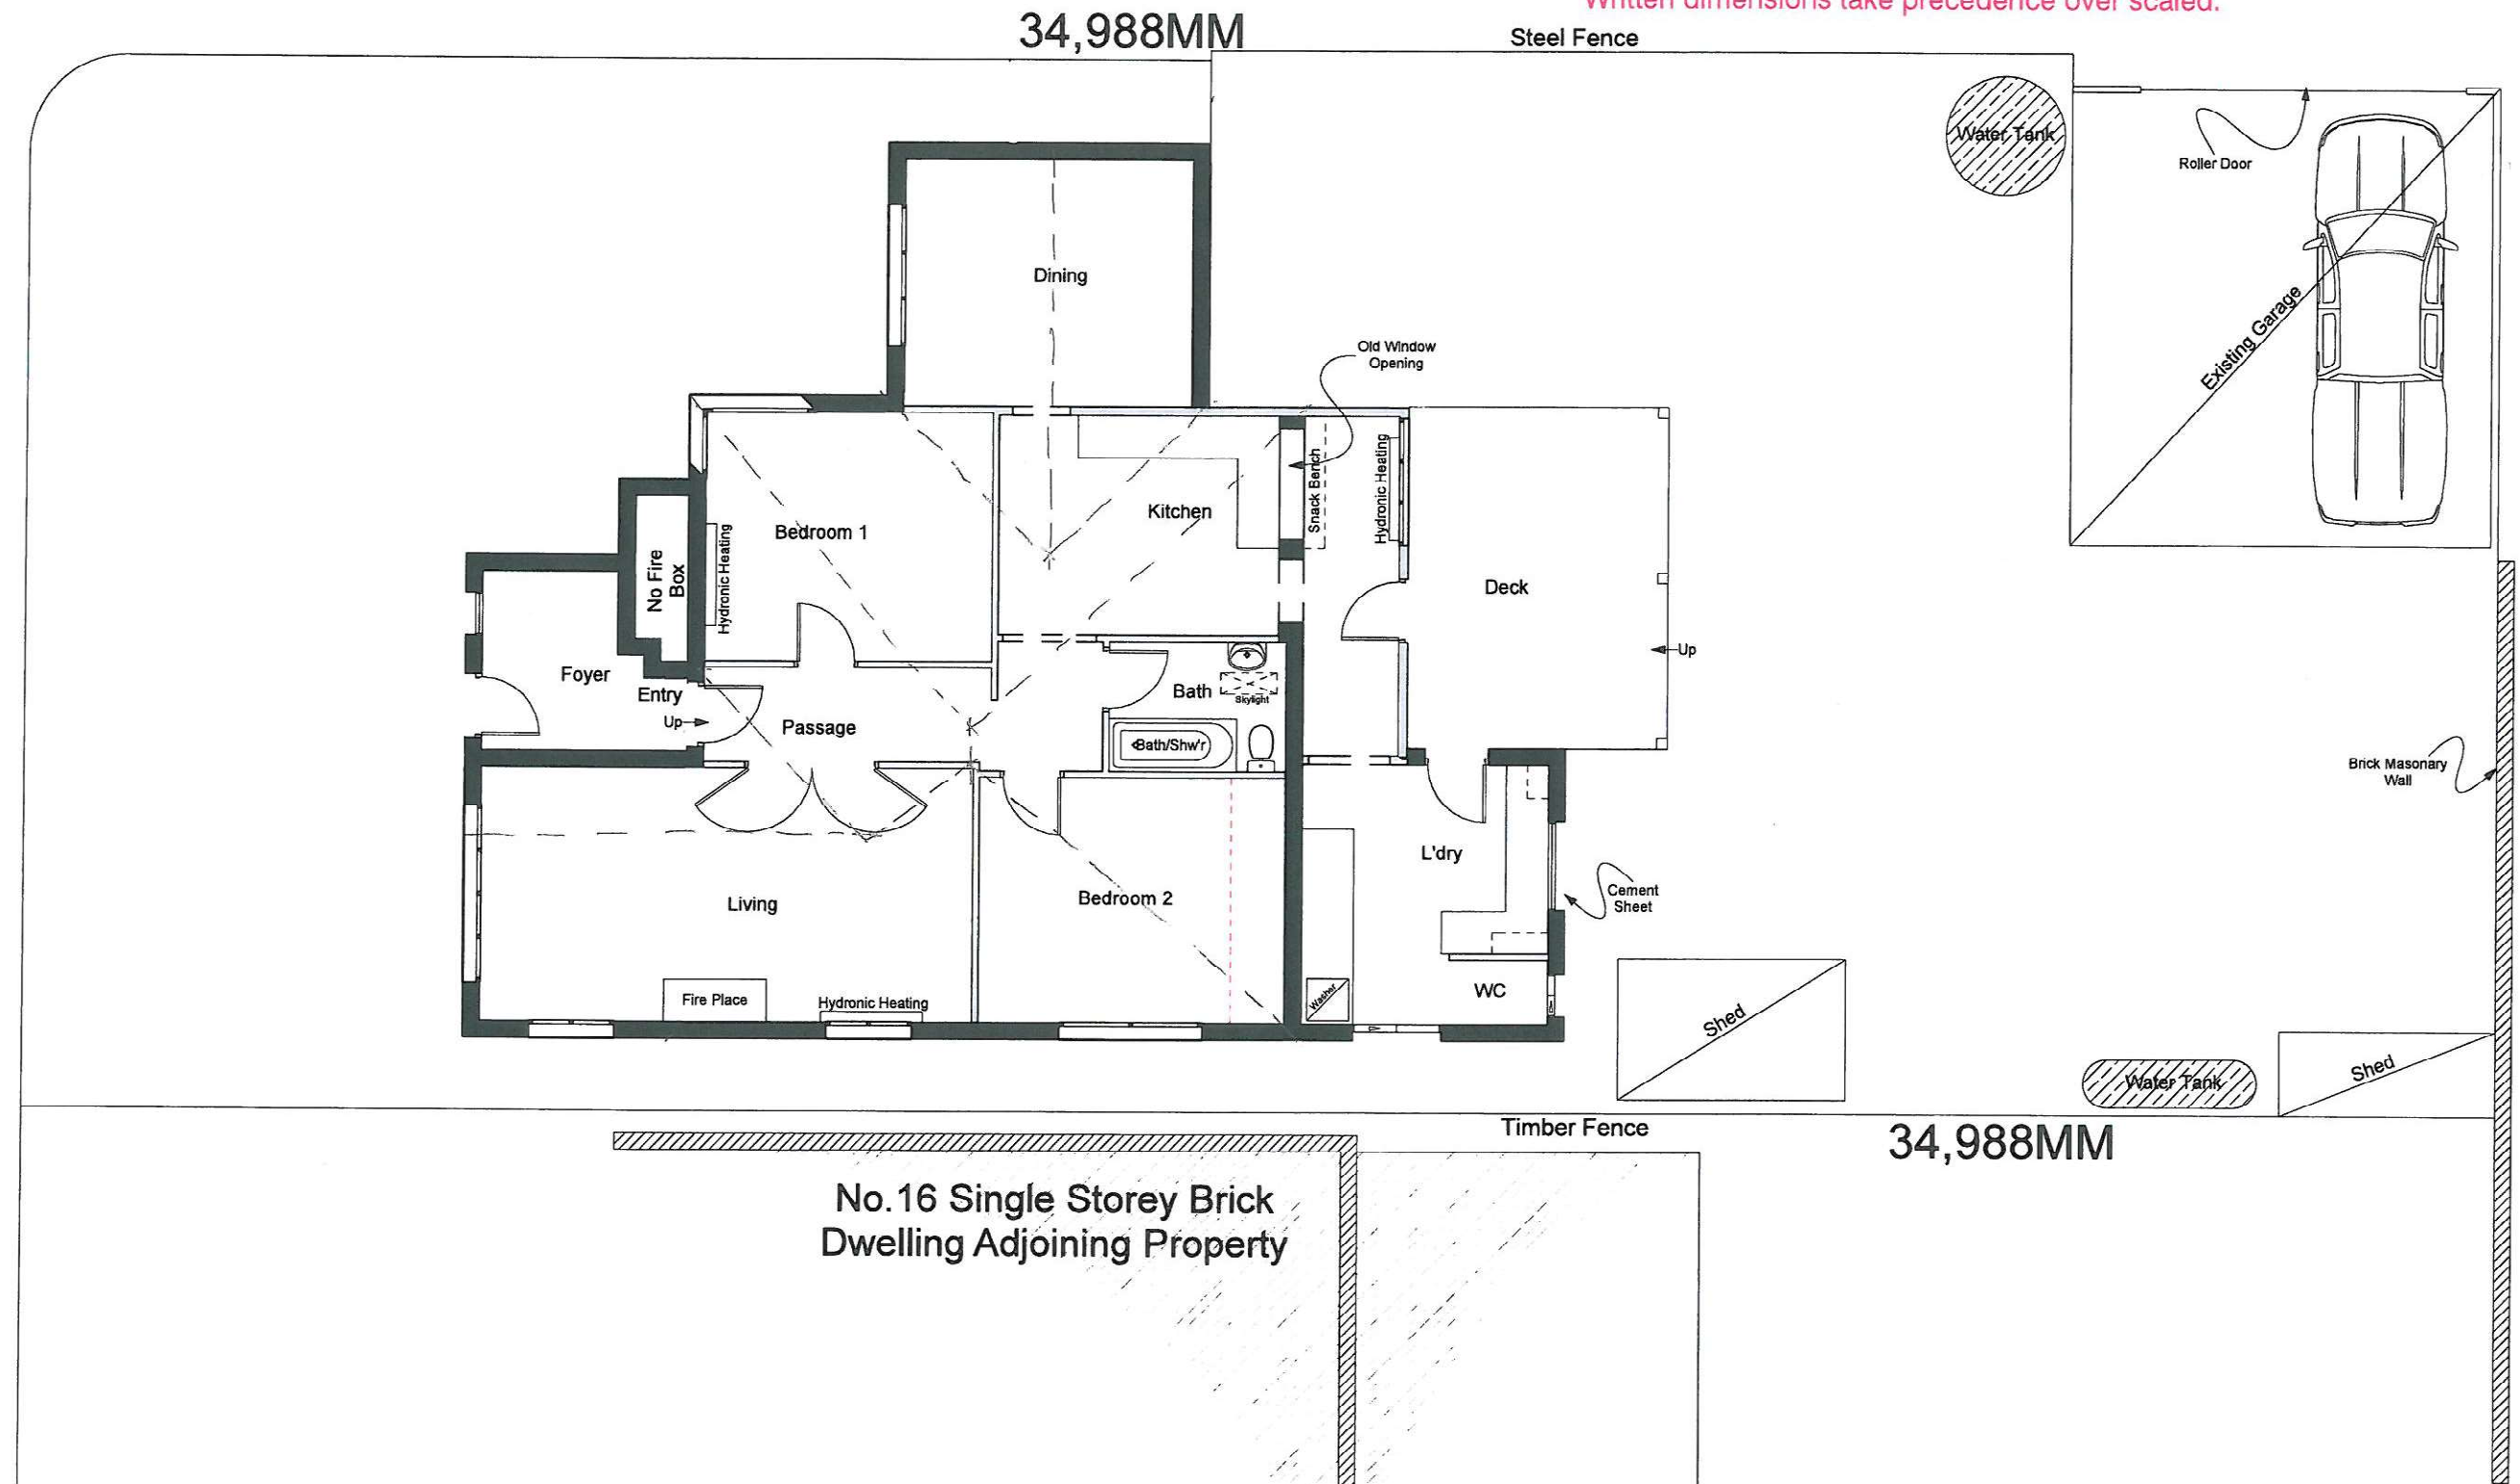 Written dimensions take precedence over scaled.
34,988MM
Steel Fence
Water Tank
Roller Door
Dining
Existing Garage
Old Window
Opening
Snack Bench
Hydronic Heating
Kitchen
Bedroom 1
Hydronic Heating
No Fire
Box
Deck
Up
Foyer
Entry
Up
Bath
Skylight
Passage
Bath/Shw'r
Brick Masonary
Wall
L'dry
Cement
Sheet
Living
Bedroom 2
Fire Place
Hydronic Heating
Washer
WC
Shed
Shed
Water Tank
Timber Fence
34,988MM
No.16 Single Storey Brick
Dwelling Adjoining Property